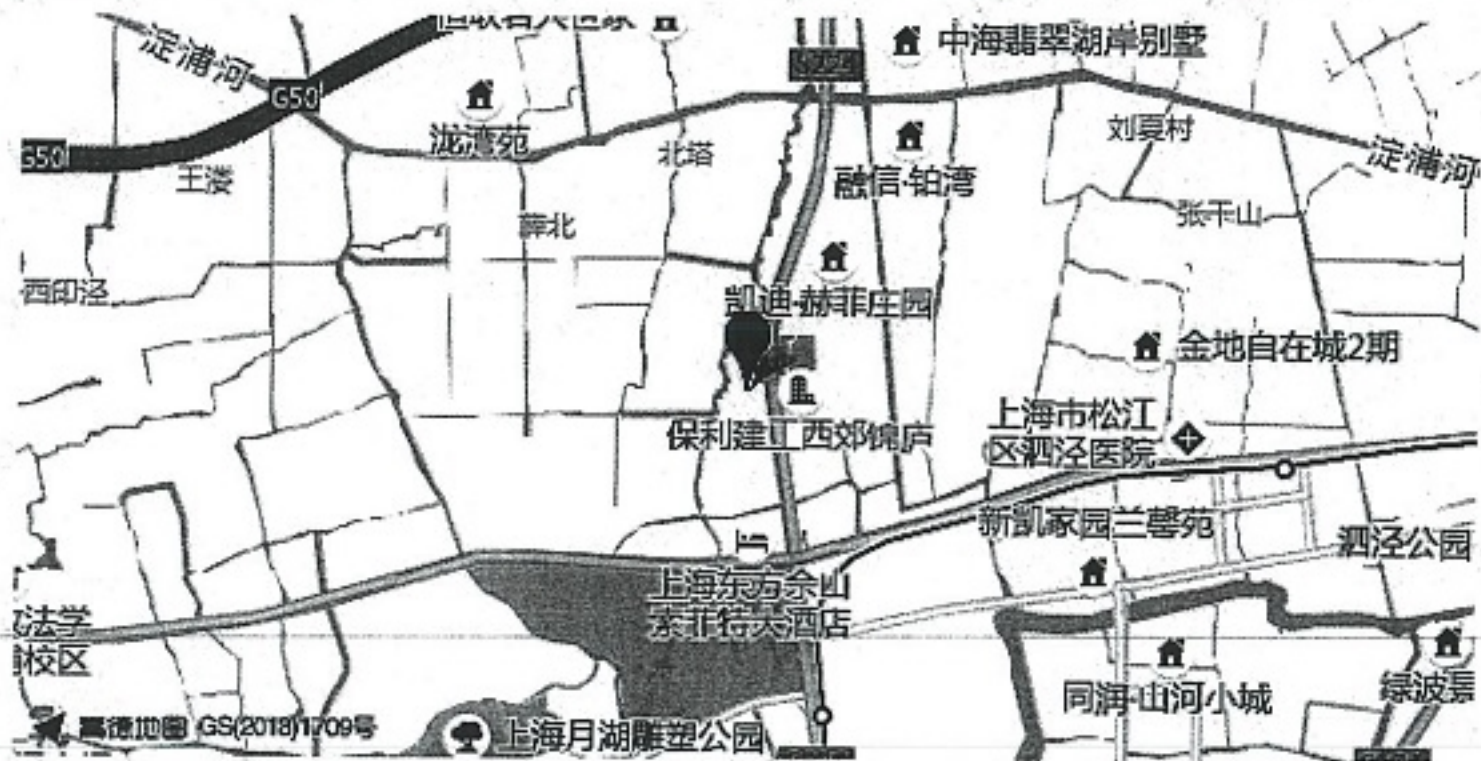 淀浦河
中海翡翠湖岸别墅
G50
泷湾苑
刘夏村
G50
北塔
淀浦河
王溇
融信·铂湾
薛北
张干山
西印泾
凯迪·赫菲庄园
金地自在城2期
保利建工西郊锦庐
上海市松江
区泗泾医院
新凯家园兰馨苑
泗泾公园
上海东方佘山
索菲特大酒店
法学
校区
同润·山河小城
绿波景
高德地图 GS(2018)1709号
上海月湖雕塑公园